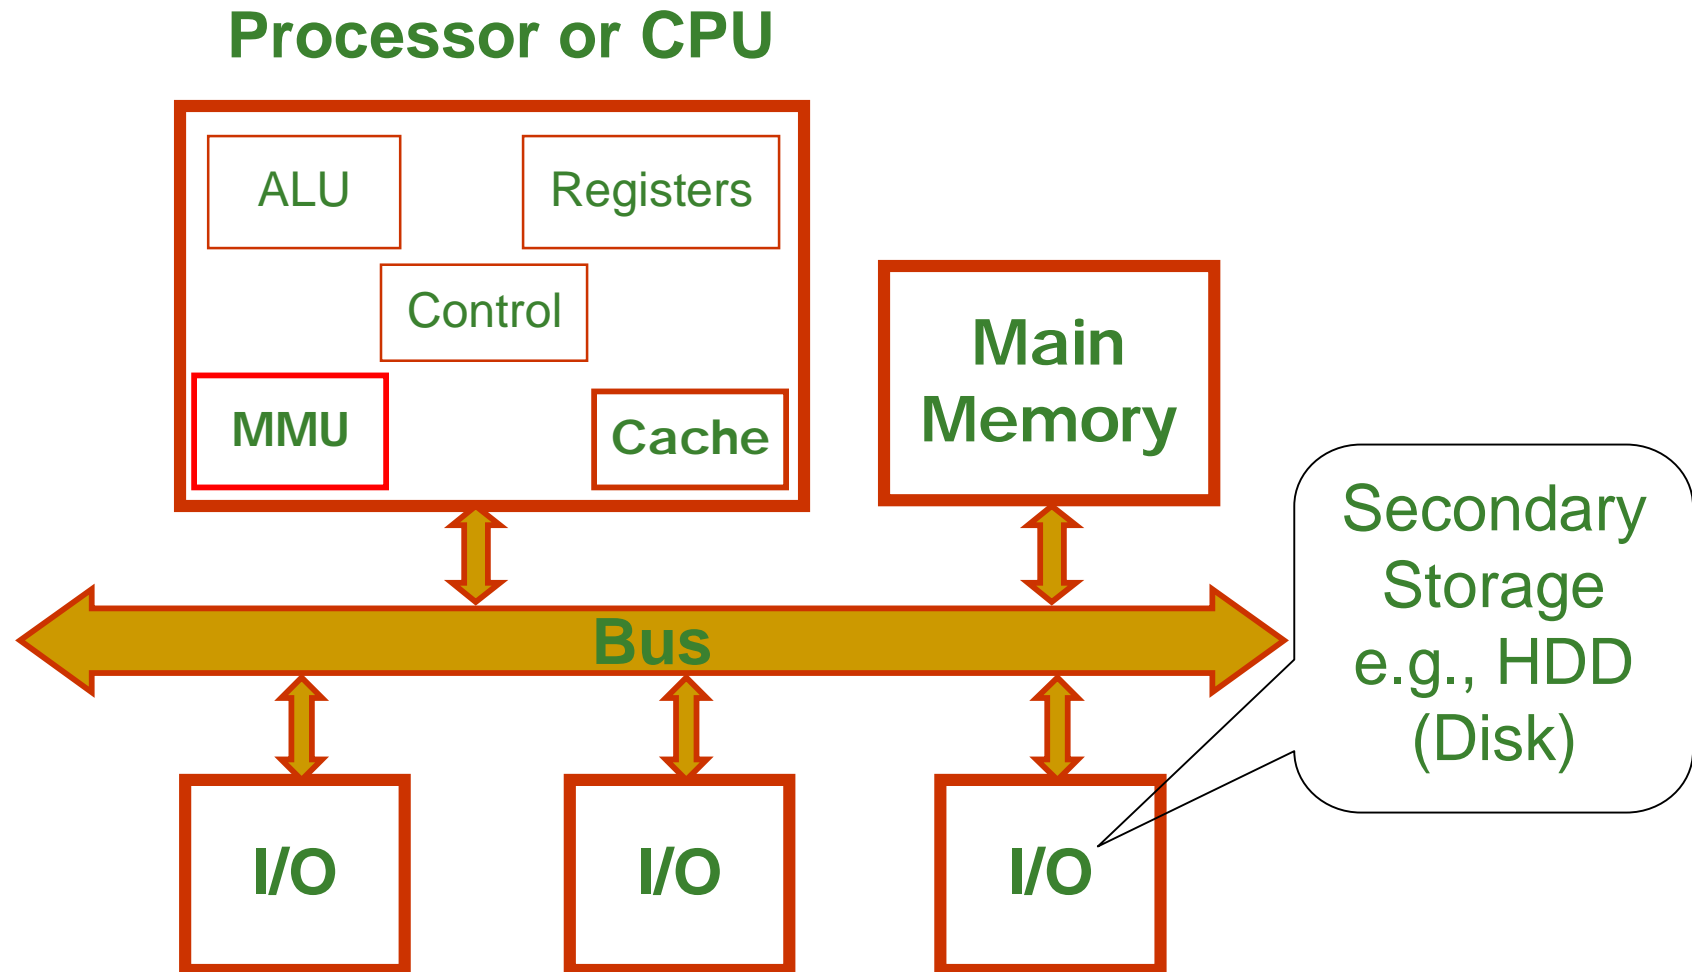 Processor or CPU
ALU
Registers
Control
MMU
Cache
Main
Memory
Secondary
Storage
e.g., HDD
(Disk)
Bus
I/O
I/O
I/O